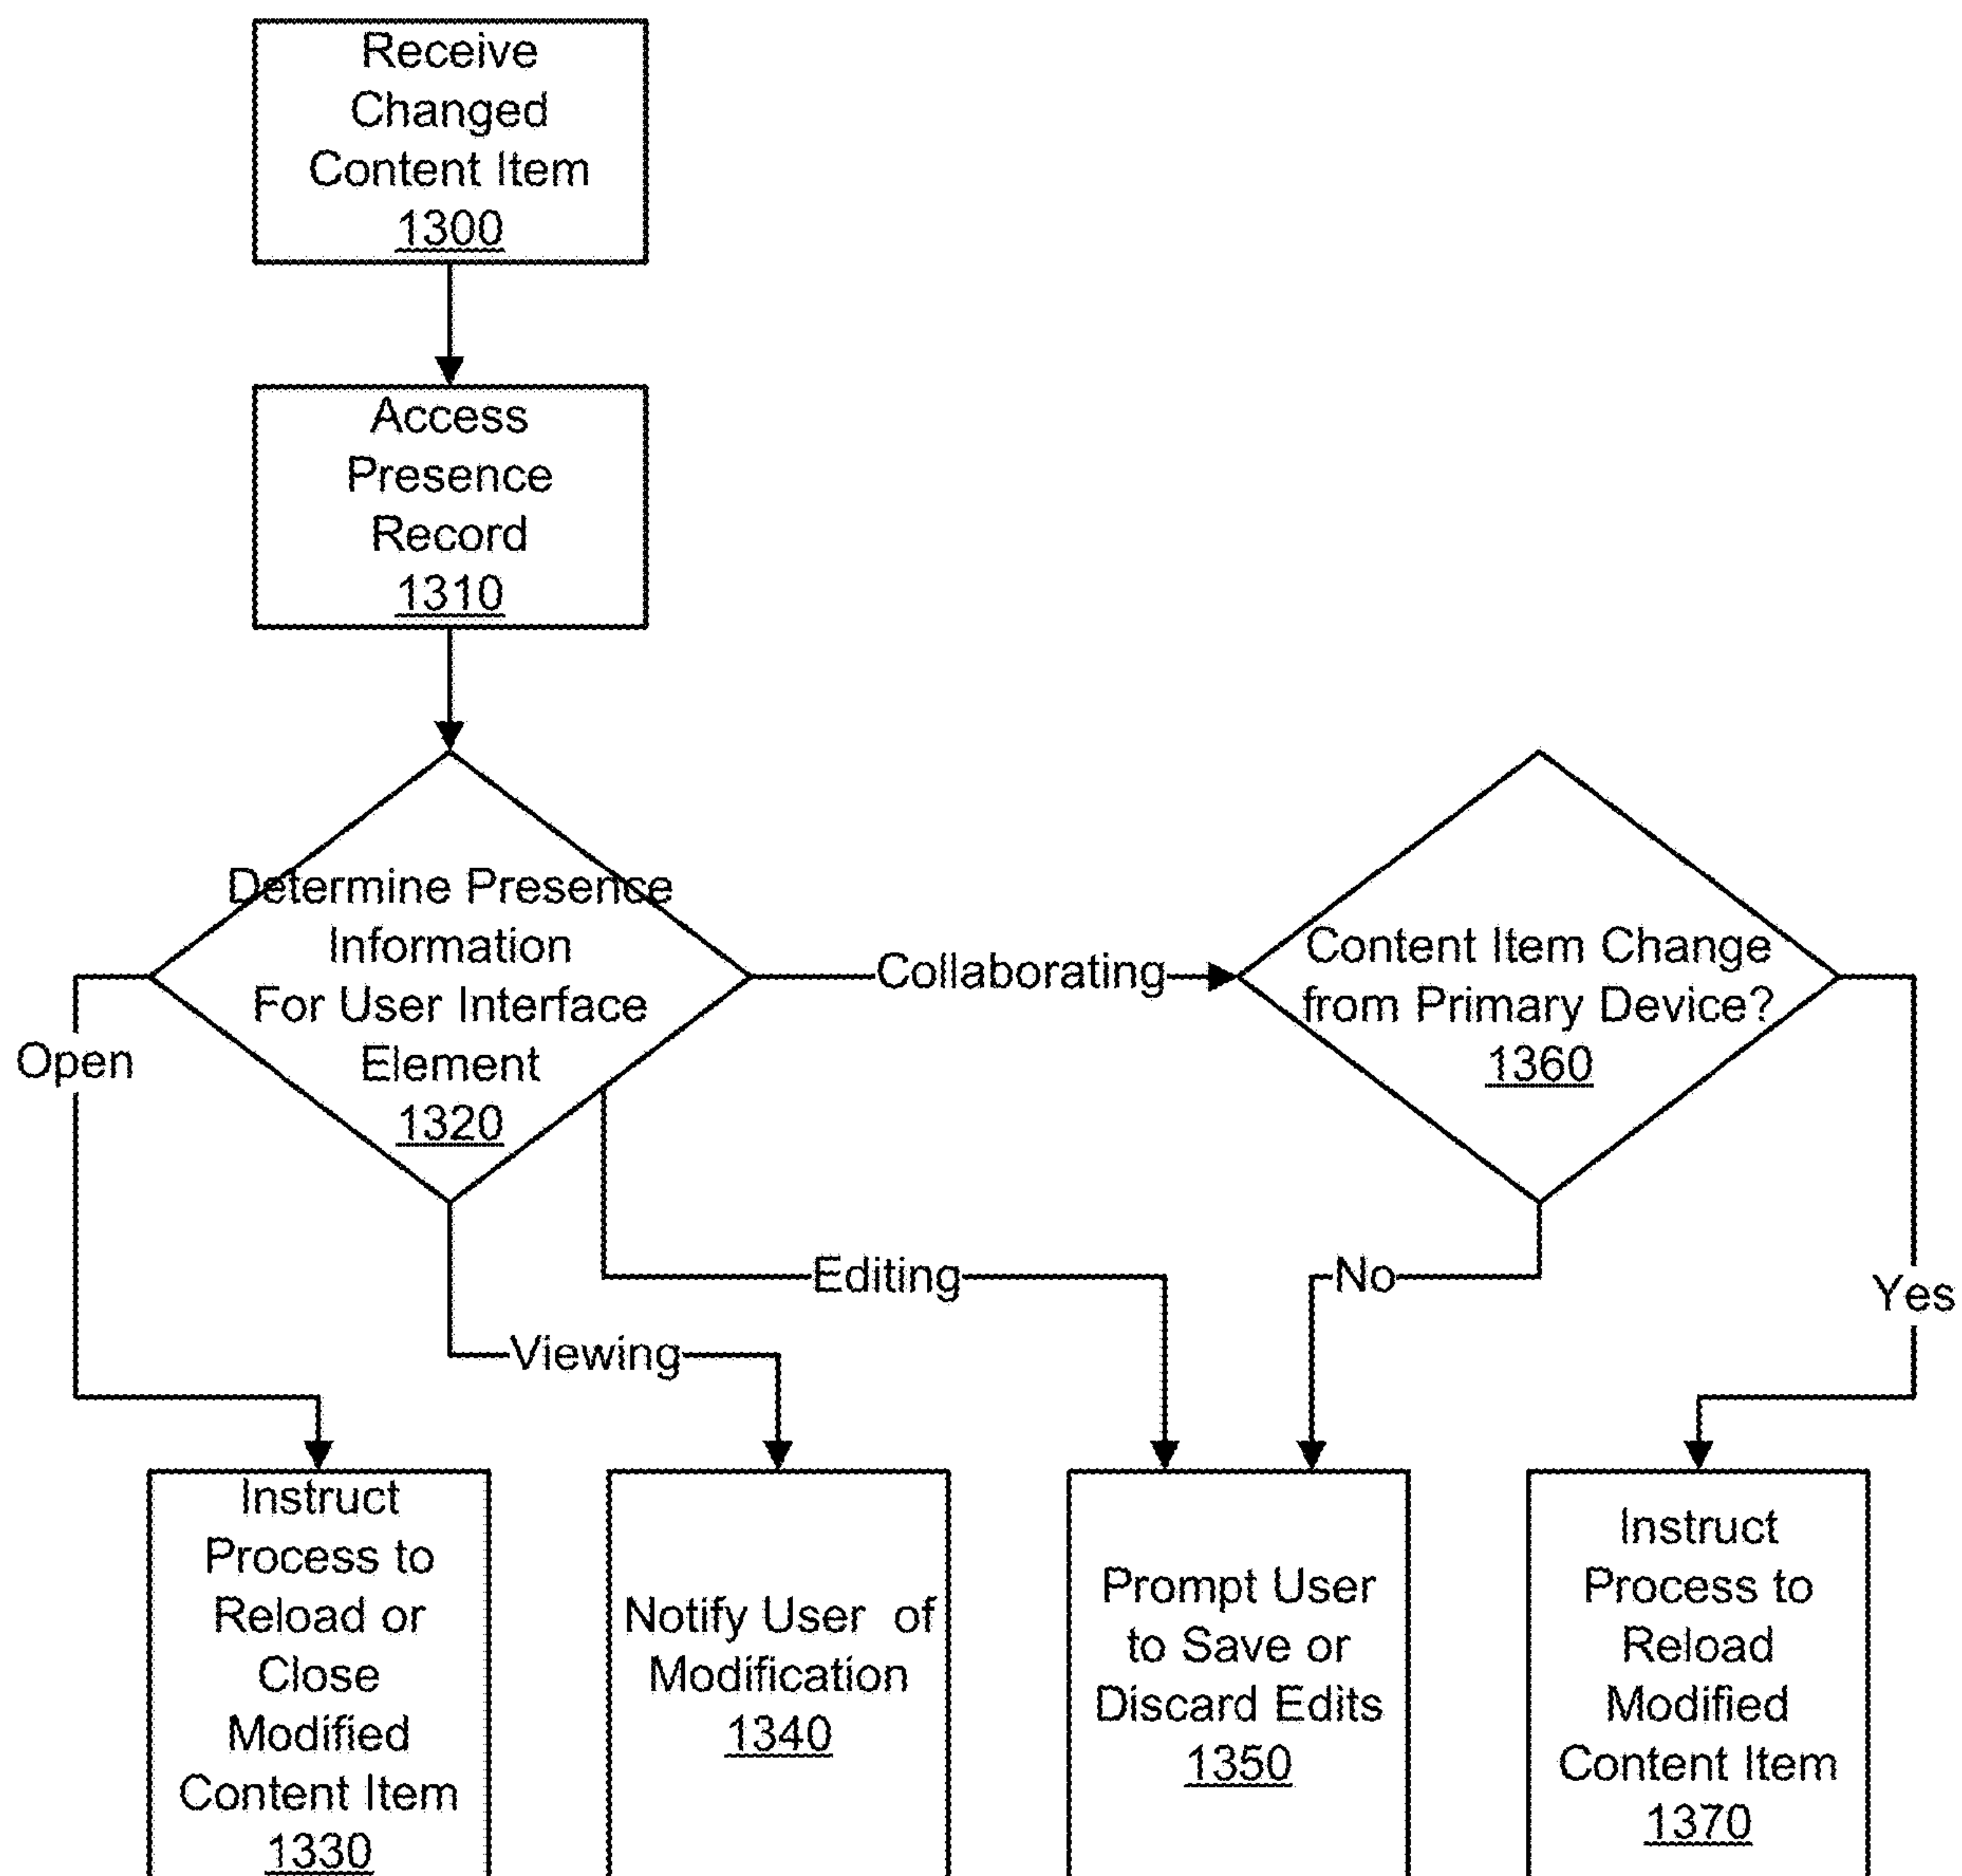 Receive
Changed
Content Item
1300
Access
Presence
Record
1310
Determine Presence
Information
For User Interface
Element
1320
Collaborating
Content Item Change
from Primary Device?
1360
Open
Editing
No
Yes
Viewing
Instruct
Process to
Reload or
Close
Modified
Content Item
1330
Notify User of
Modification
1340
Prompt User
to Save or
Discard Edits
1350
Instruct
Process to
Reload
Modified
Content Item
1370